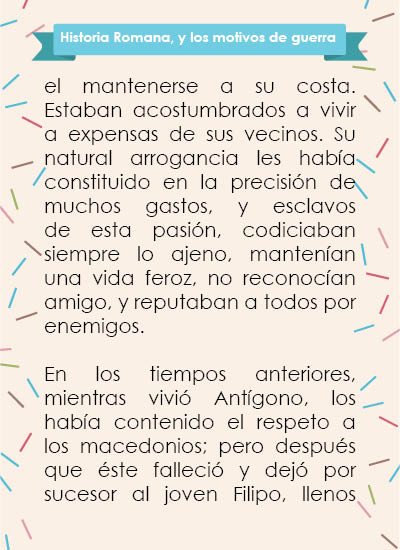 Historia Romana, y los motivos de guerra
el mantenerse a su costa.
Estaban acostumbrados a vivir
a expensas de sus vecinos. Su
natural arrogancia les había
constituido en la precisión de
muchos gastos, y esclavos
de esta pasión, codiciaban
siempre lo ajeno, mantenían
una vida feroz, no reconocían
amigo, y reputaban a todos por
enemigos.
En los tiempos anteriores,
mientras vivió Antígono, los
había contenido el respeto a
los macedonios; pero después
que éste falleció y dejó por
sucesor al joven Filipo, llenos